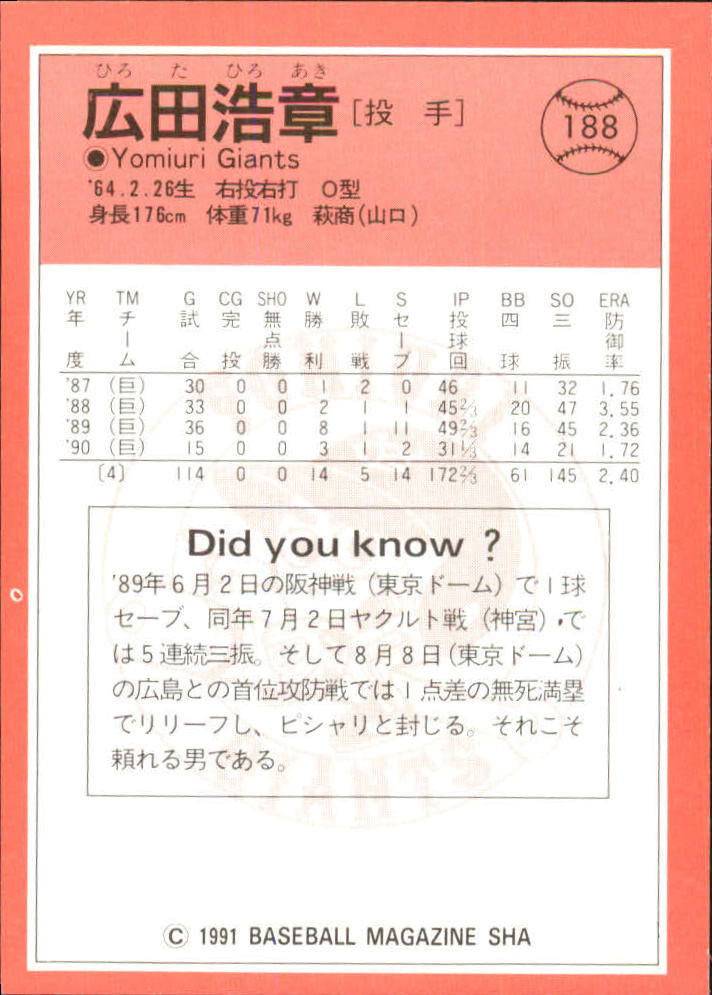 ひろ た ひろ あき
広田浩章 [投 手]
188
●Yomiuri Giants
'64.2.26生 右投右打 O型
身長176cm 体重71kg 萩商(山口)
YR TM G CG SHO W L S IP BB SO ERA
年度 チーム 試合 完投 無点勝 勝利 敗戦 セーブ 投球回 四球 三振 防御率
'87 (巨) 30 0 0 1 2 0 46 11 32 1.76
'88 (巨) 33 0 0 2 1 1 45⅔ 20 47 3.55
'89 (巨) 36 0 0 8 1 11 49⅔ 16 45 2.36
'90 (巨) 15 0 0 3 1 2 31⅓ 14 21 1.72
(4) 114 0 0 14 5 14 172⅔ 61 145 2.40
Did you know ?
'89年6月2日の阪神戦(東京ドーム)で1球
セーブ、同年7月2日ヤクルト戦(神宮)で
は5連続三振。そして8月8日(東京ドーム)
の広島との首位攻防戦では1点差の無死満塁
でリリーフし、ピシャリと封じる。それこそ
頼れる男である。
GIANTS
© 1991 BASEBALL MAGAZINE SHA